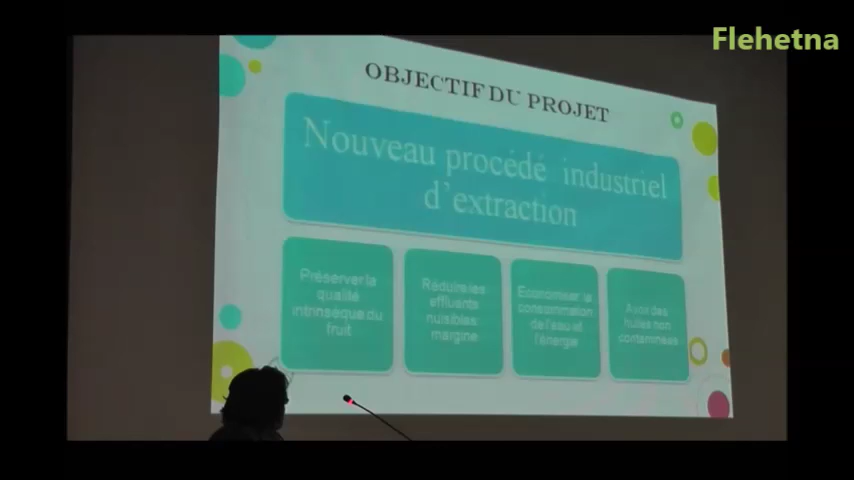 Flehetna
OBJECTIF DU PROJET
Nouveau procédé industriel
d'extraction
Préserver la
qualité
intrinsèque du
fruit
Réduire les
effluents
nuisibles:
margine
Economiser la
consommation
de l'eau et
l'énergie
Avoir des
huiles non
contaminées